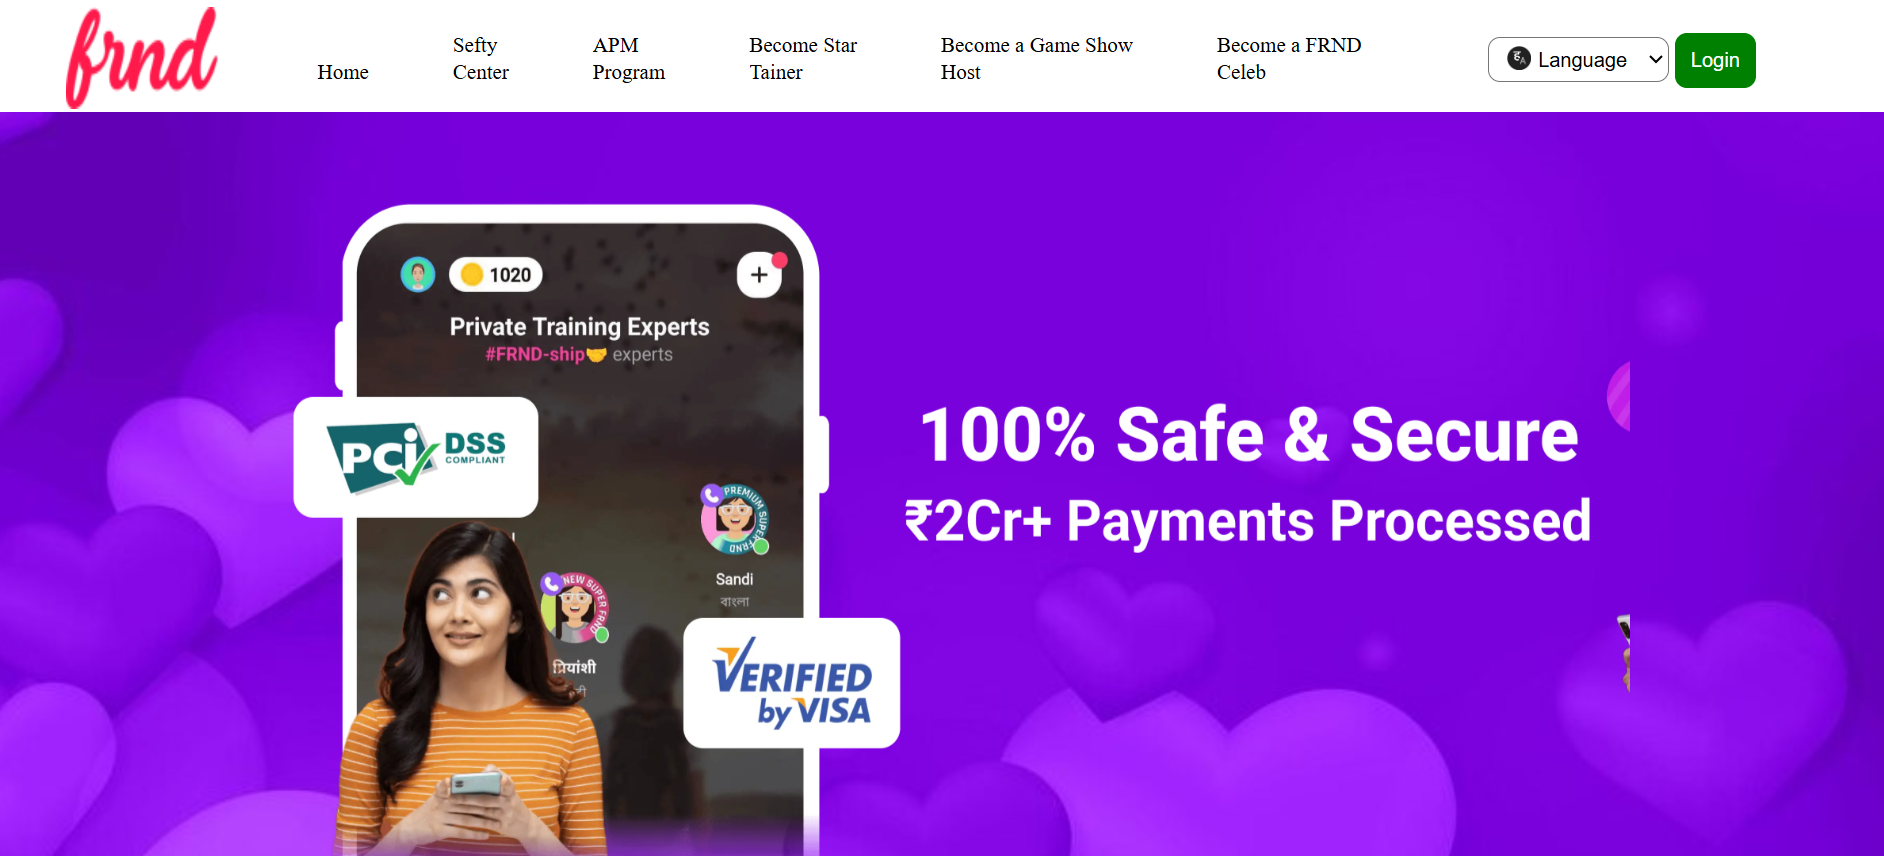 frnd
Home
Sefty
Center
APM
Program
Become Star
Tainer
Become a Game Show
Host
Become a FRND
Celeb
Language
Login
1020
+
Private Training Experts
#FRND-ship🤝 experts
PCI DSS
COMPLIANT
100% Safe & Secure
₹2Cr+ Payments Processed
PREMIUM SUPER FRND
Sandi
বাংলা
NEW SUPER FRND
प्रियांशी
VERIFIED
by VISA